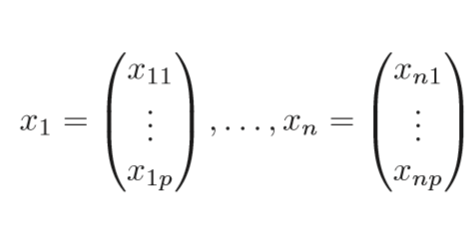 x_1 = \begin{pmatrix} x_{11} \\ \vdots \\ x_{1p} \end{pmatrix}, \ldots, x_n = \begin{pmatrix} x_{n1} \\ \vdots \\ x_{np} \end{pmatrix}